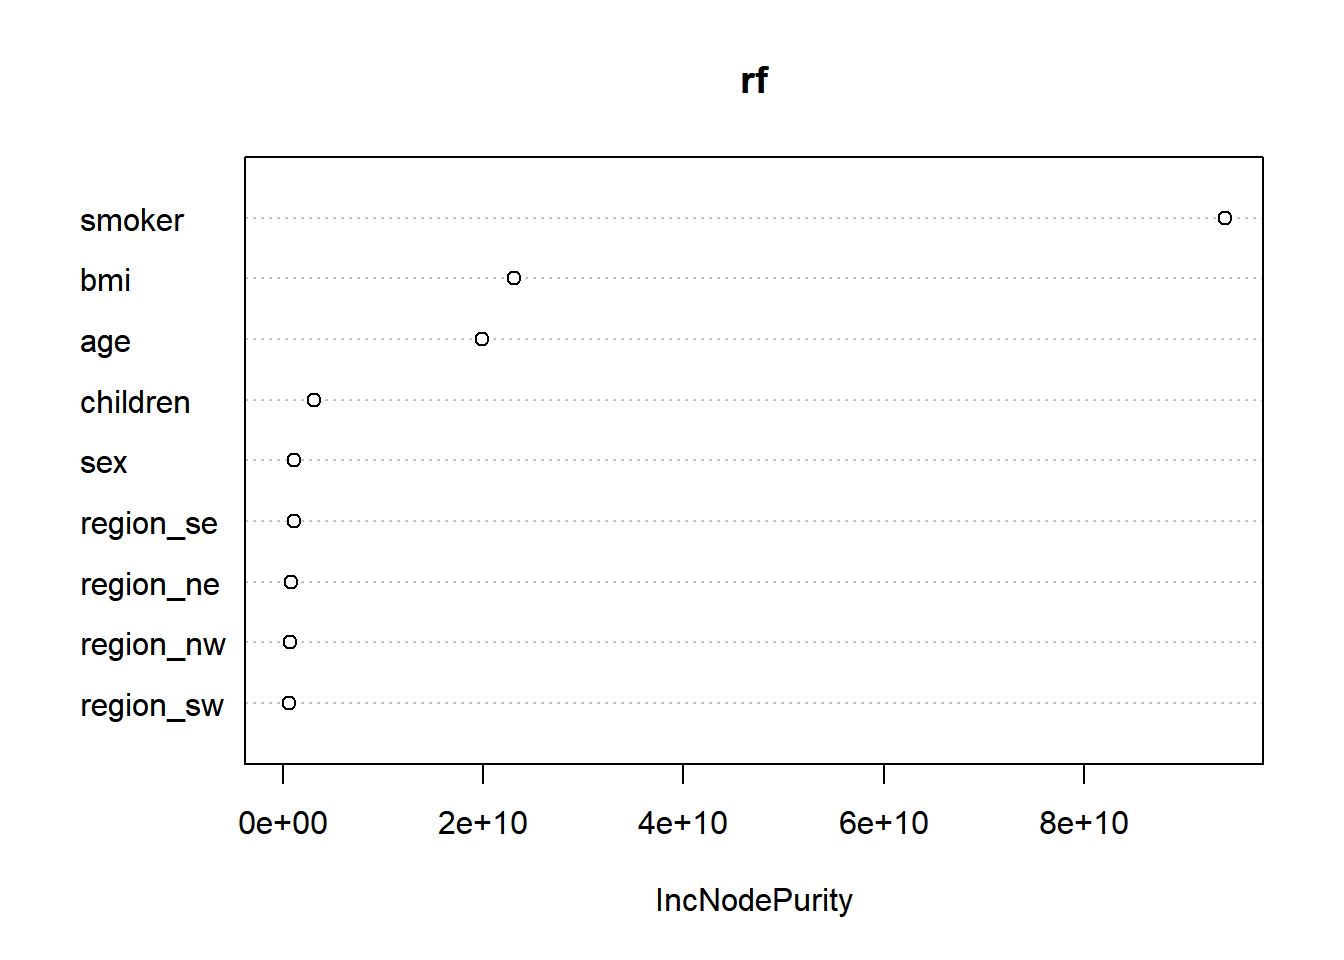 rf
smoker
bmi
age
children
sex
region_se
region_ne
region_nw
region_sw
0e+00 2e+10 4e+10 6e+10 8e+10
IncNodePurity